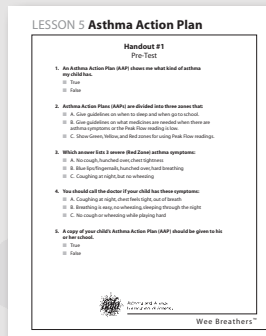 LESSON 5 Asthma Action Plan
Handout #1
Pre-Test
1. An Asthma Action Plan (AAP) shows me what kind of asthma
my child has.
True
False
2. Asthma Action Plans (AAPs) are divided into three zones that:
A. Give guidelines on when to sleep and when go to school.
B. Give guidelines on what medicines are needed when there are
asthma symptoms or the Peak Flow reading is low.
C. Show Green, Yellow, and Red zones for using Peak Flow readings.
3. Which answer lists 3 severe (Red Zone) asthma symptoms?
A. No cough, hunched over, chest tightness
B. Blue lips/fingernails, hunched over, hard breathing
C. Coughing at night, but no wheezing
4. You should call the doctor if your child has these symptoms:
A. Coughing at night, chest feels tight, out of breath
B. Breathing is easy, no wheezing, sleeping through the night
C. No cough or wheezing while playing hard
5. A copy of your child's Asthma Action Plan (AAP) should be given to his
or her school.
True
False
Wee Breathers™